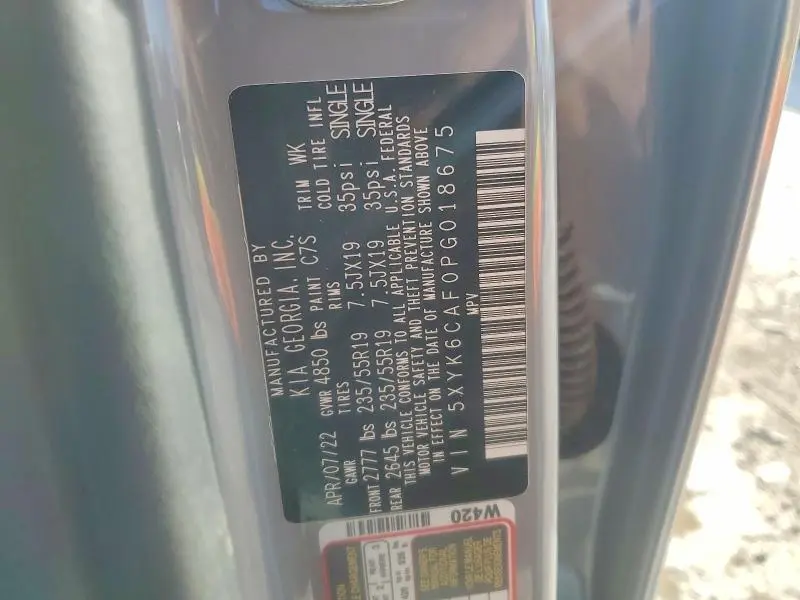 MANUFACTURED BY
KIA GEORGIA, INC.
APR/07/22 GVWR 4850 lbs PAINT C7S TRIM WK
GAWR TIRES RIMS COLD TIRE INFL
FRONT 2777 lbs 235/55R19 7.5JX19 35psi SINGLE
REAR 2645 lbs 235/55R19 7.5JX19 35psi SINGLE
THIS VEHICLE CONFORMS TO ALL APPLICABLE U.S.A. FEDERAL
MOTOR VEHICLE SAFETY AND THEFT PREVENTION STANDARDS
IN EFFECT ON THE DATE OF MANUFACTURE SHOWN ABOVE
VIN 5XYK6CAF0PG018675
MPV
W420